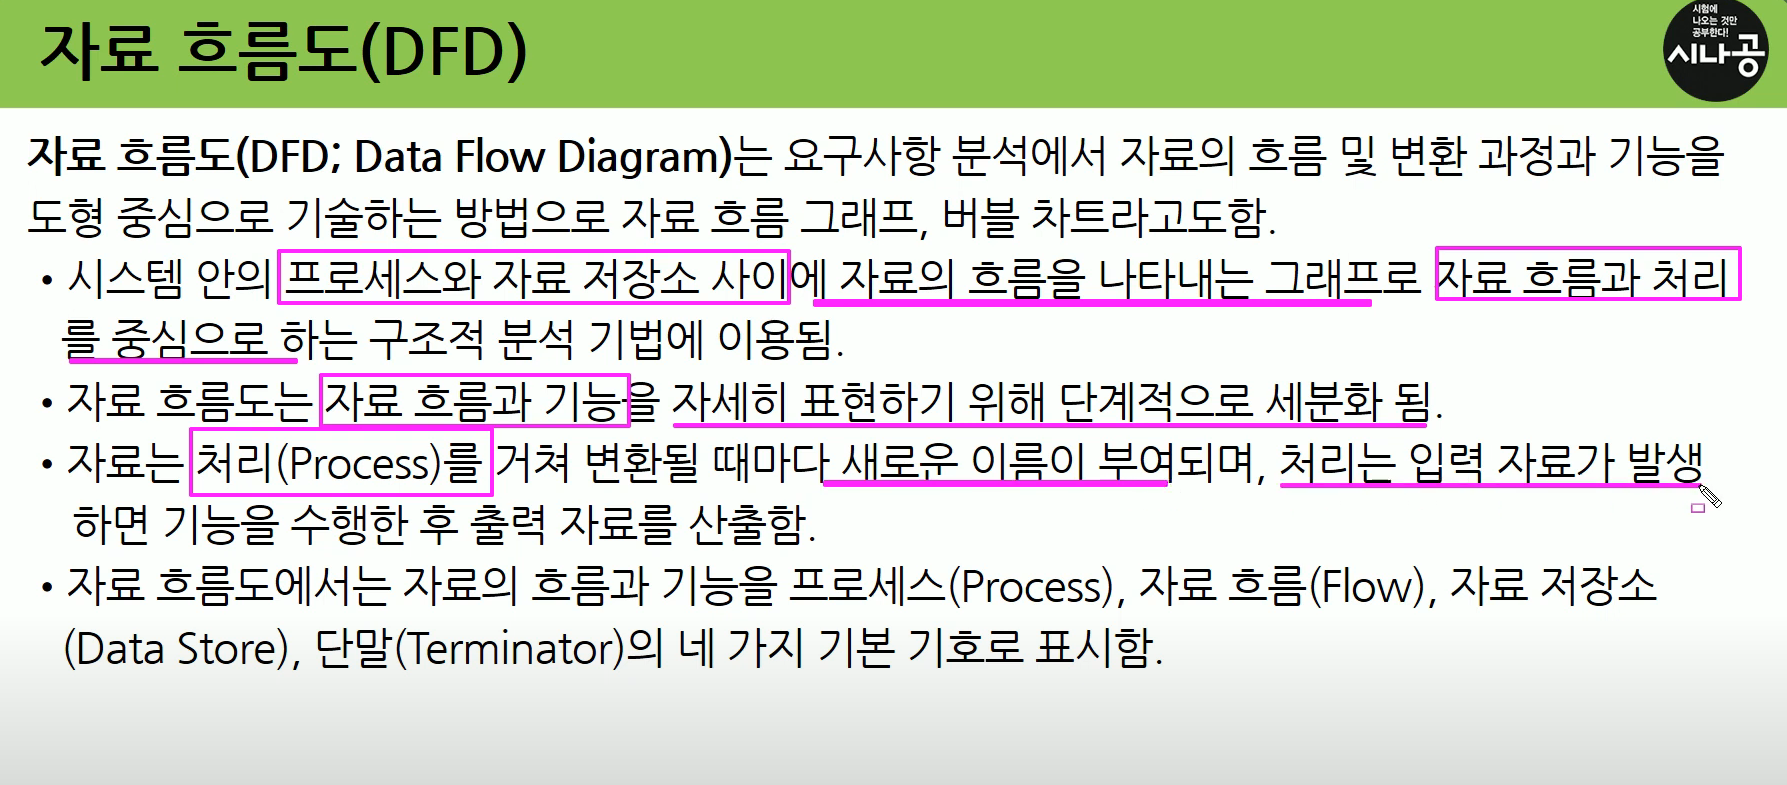 자료 흐름도(DFD)
시험에
나오는 것만
공부한다!
시나공
자료 흐름도(DFD; Data Flow Diagram)는 요구사항 분석에서 자료의 흐름 및 변환 과정과 기능을
도형 중심으로 기술하는 방법으로 자료 흐름 그래프, 버블 차트라고도함.
• 시스템 안의 프로세스와 자료 저장소 사이에 자료의 흐름을 나타내는 그래프로 자료 흐름과 처리
를 중심으로 하는 구조적 분석 기법에 이용됨.
• 자료 흐름도는 자료 흐름과 기능을 자세히 표현하기 위해 단계적으로 세분화 됨.
• 자료는 처리(Process)를 거쳐 변환될 때마다 새로운 이름이 부여되며, 처리는 입력 자료가 발생
하면 기능을 수행한 후 출력 자료를 산출함.
• 자료 흐름도에서는 자료의 흐름과 기능을 프로세스(Process), 자료 흐름(Flow), 자료 저장소
(Data Store), 단말(Terminator)의 네 가지 기본 기호로 표시함.